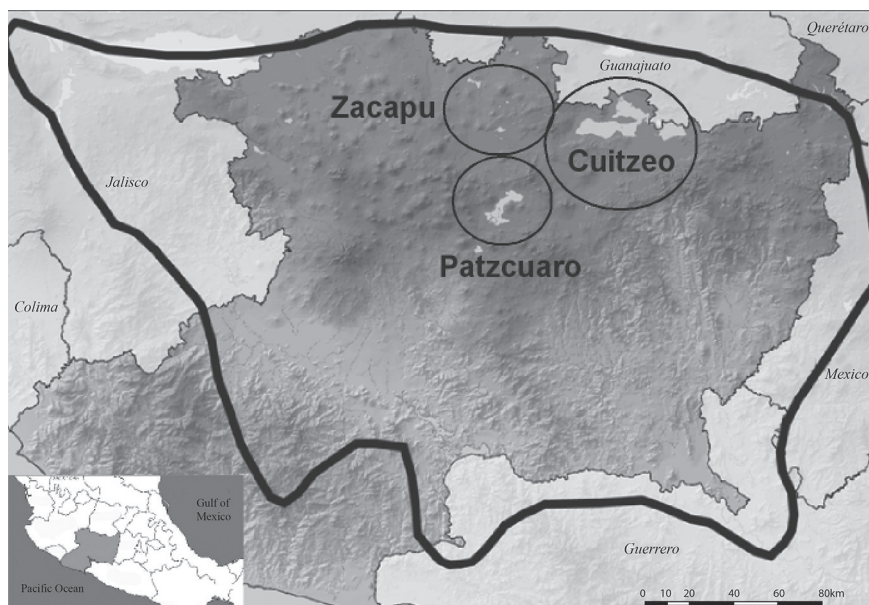 Querétaro
Guanajuato
Zacapu
Cuitzeo
Jalisco
Patzcuaro
Colima
Mexico
Gulf of
Mexico
Guerrero
Pacific Ocean
0 10 20 40 60 80km